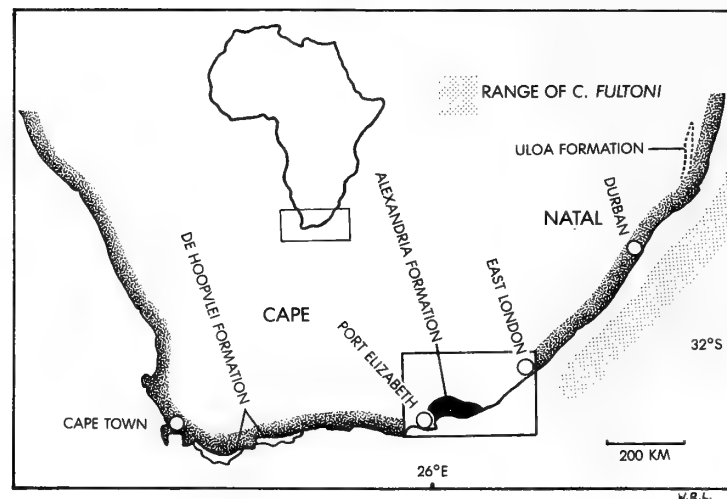 RANGE OF C. FULTONI
ULOA FORMATION
DURBAN
NATAL
ALEXANDRIA FORMATION
DE HOOPVLEI FORMATION
EAST LONDON
CAPE
PORT ELIZABETH
32°S
CAPE TOWN
200 KM
26°E